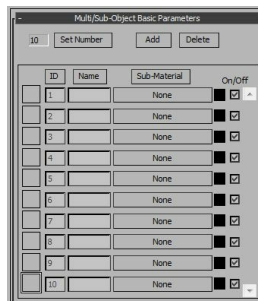 - Multi/Sub-Object Basic Parameters
10 Set Number Add Delete
ID Name Sub-Material On/Off
1 None
2 None
3 None
4 None
5 None
6 None
7 None
8 None
9 None
10 None